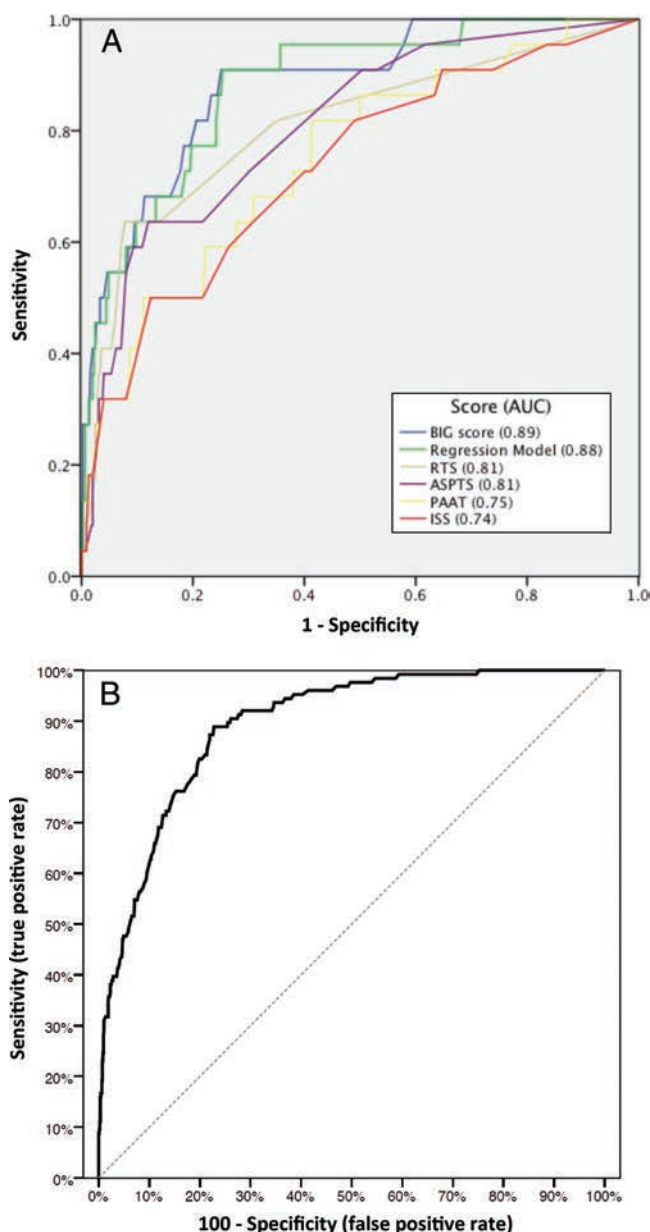 A
1.0
0.8
0.6
0.4
0.2
0.0
Sensitivity
Score (AUC)
BIG score (0.89)
Regression Model (0.88)
RTS (0.81)
ASPTS (0.81)
PAAT (0.75)
ISS (0.74)
0.0 0.2 0.4 0.6 0.8 1.0
1 - Specificity
B
100%
90%
80%
70%
60%
50%
40%
30%
20%
10%
0%
Sensitivity (true positive rate)
0% 10% 20% 30% 40% 50% 60% 70% 80% 90% 100%
100 - Specificity (false positive rate)